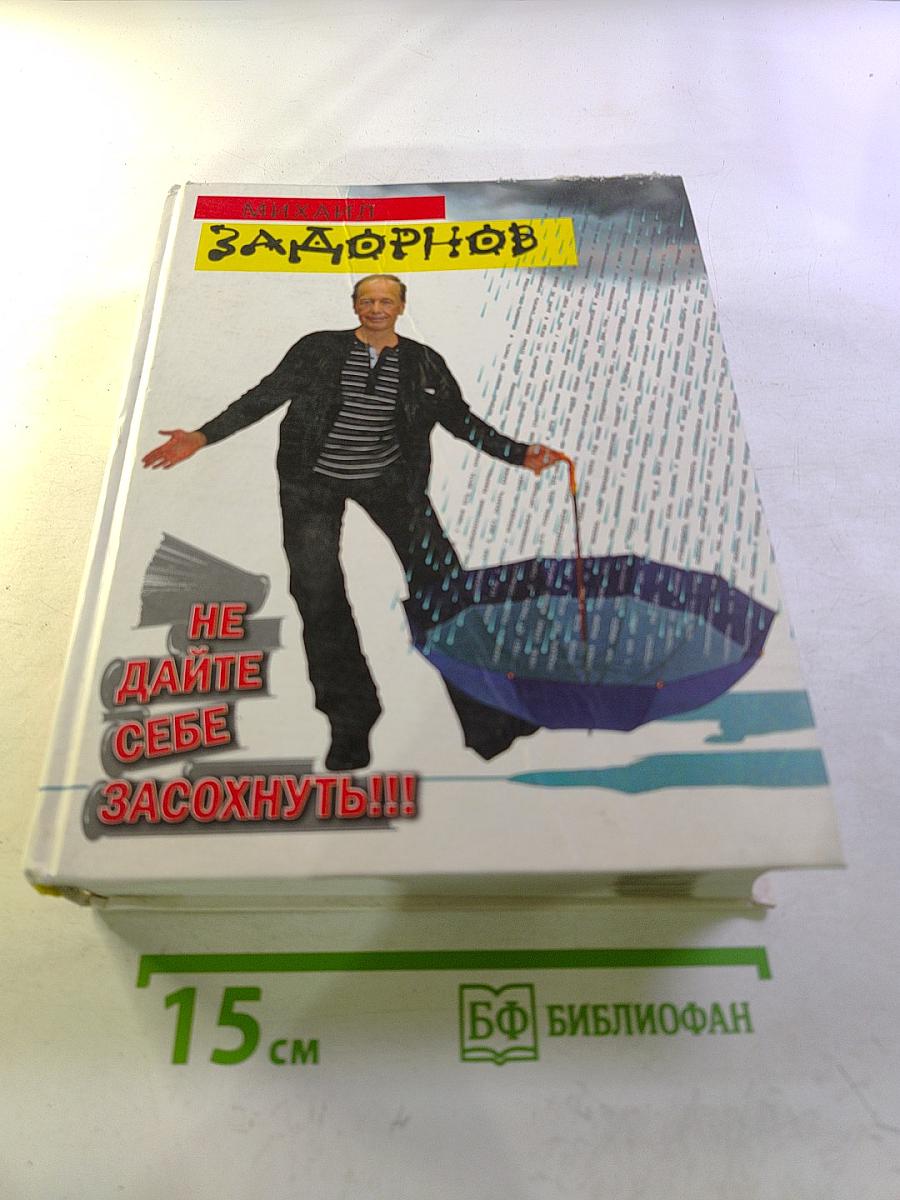 МИХАИЛ
ЗАДОРНОВ
НЕ
ДАЙТЕ
СЕБЕ
ЗАСОХНУТЬ!!!
15 см
БФ БИБЛИОФАН